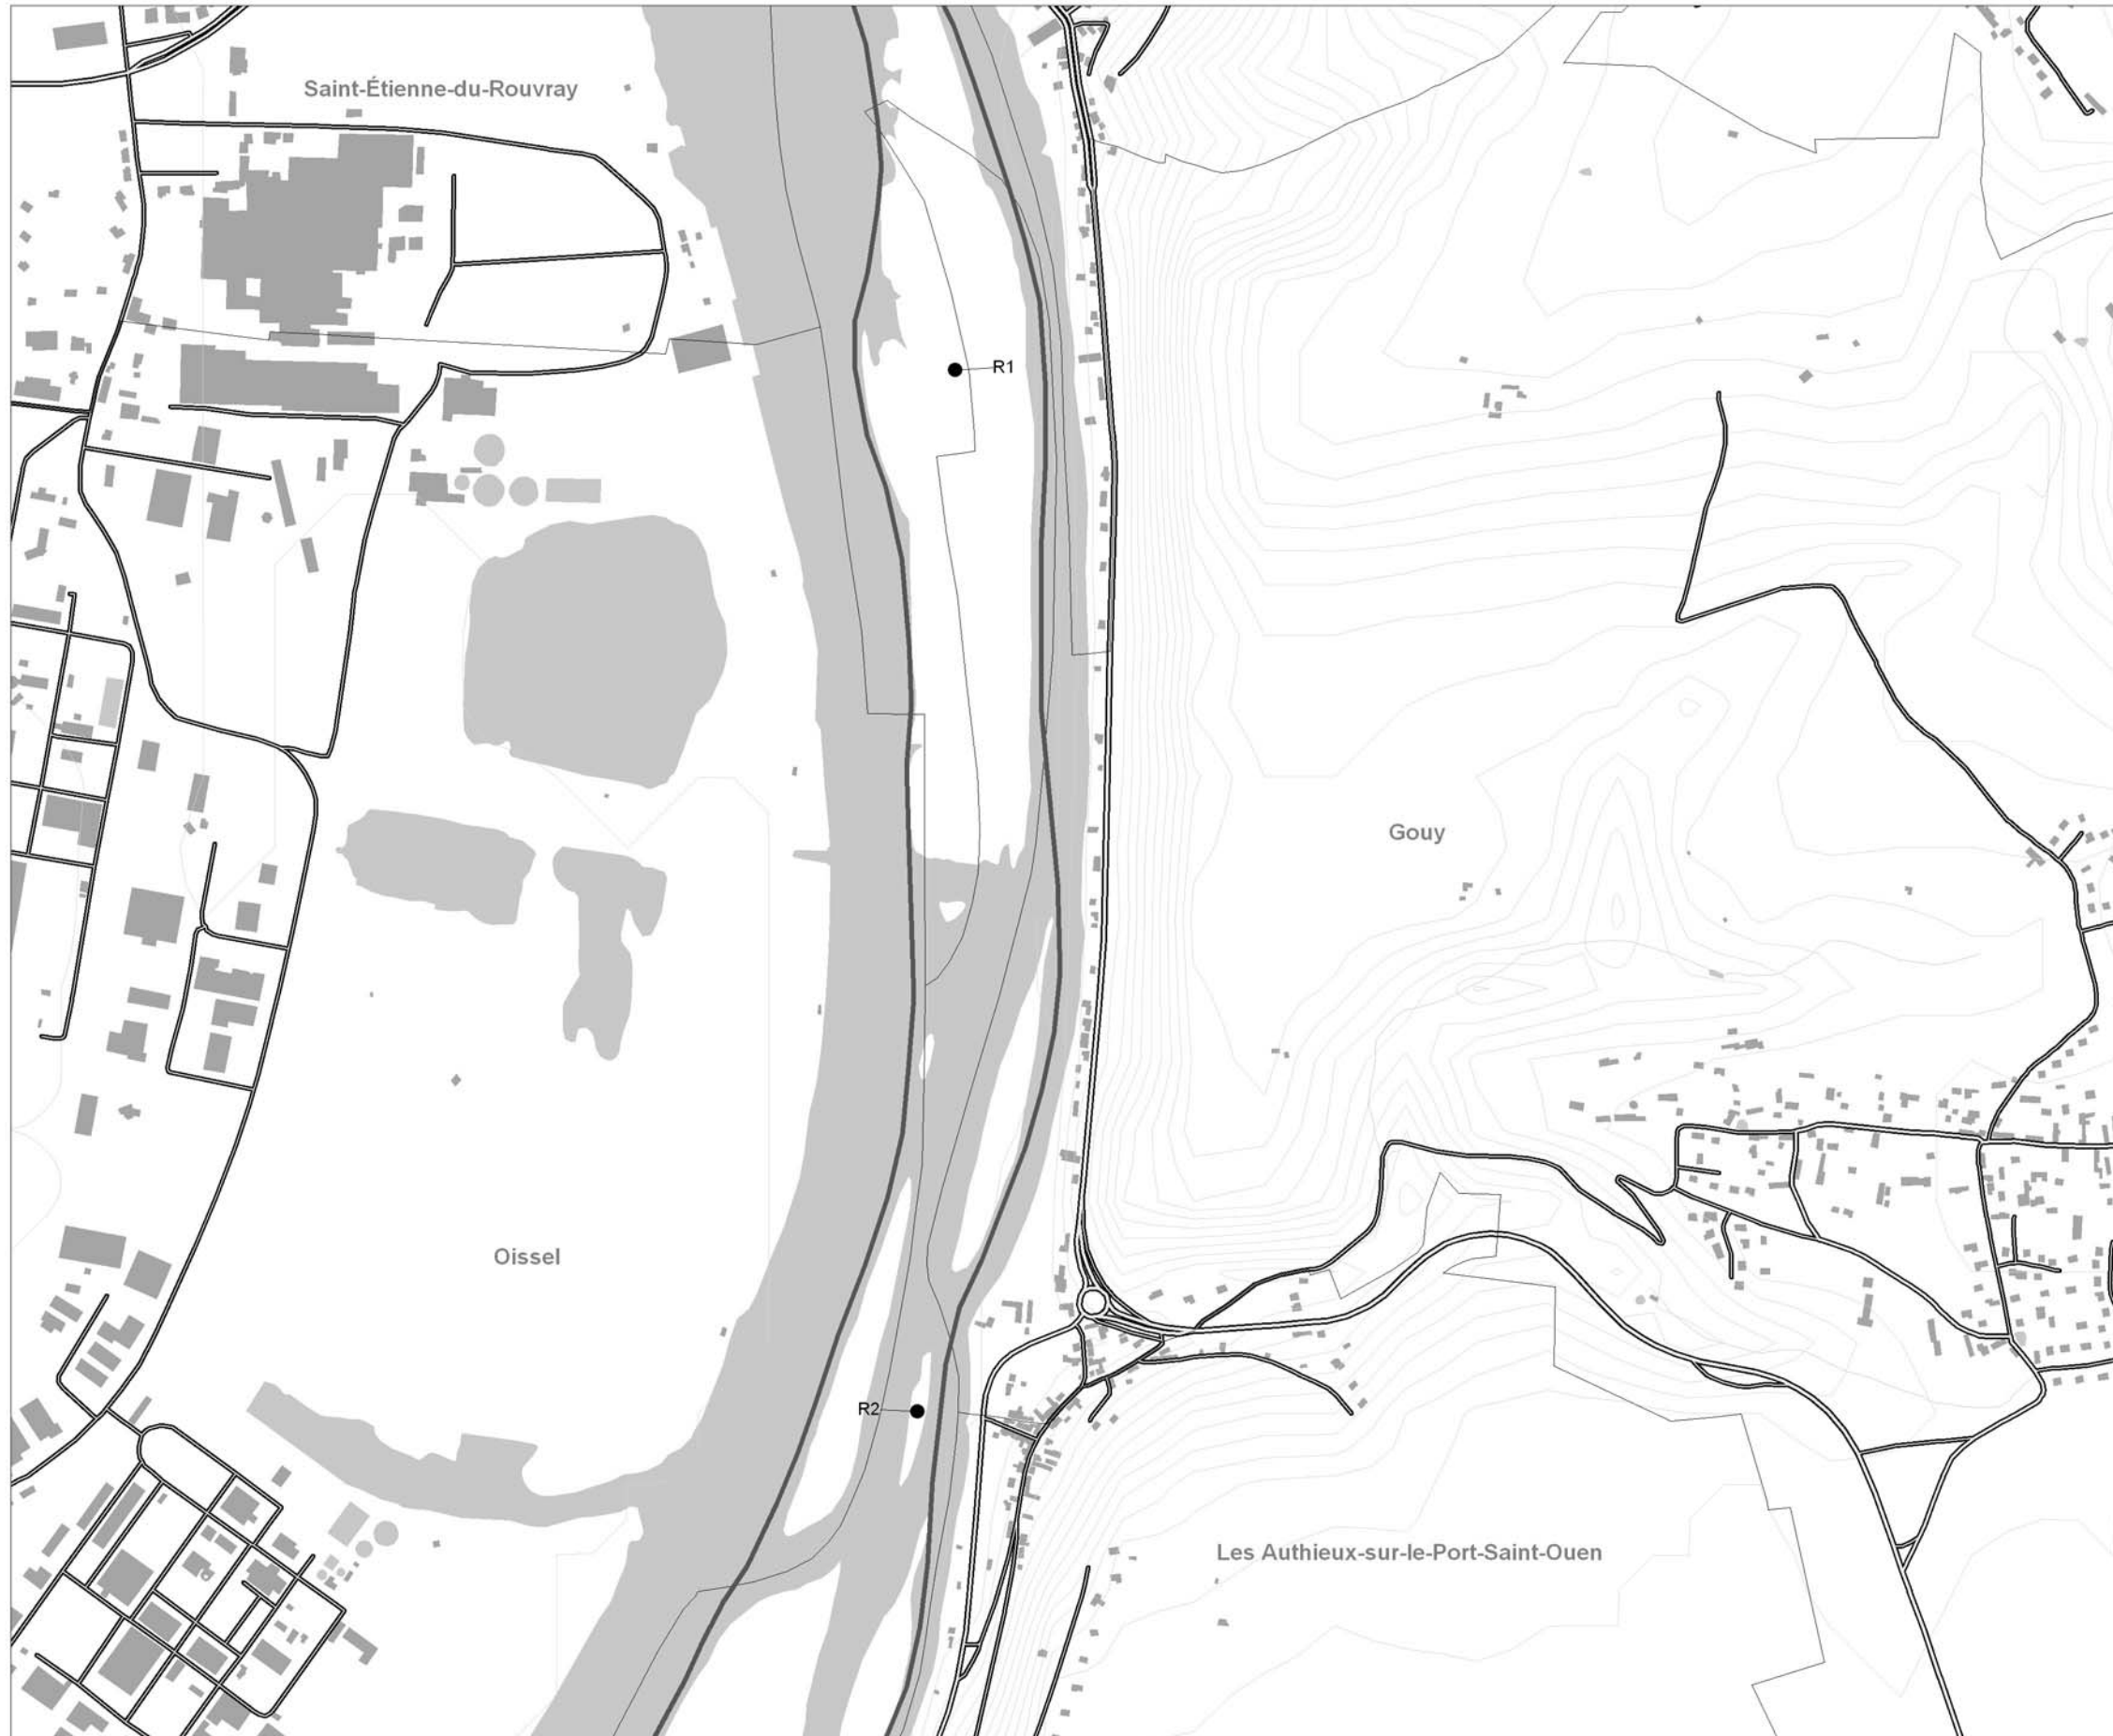 Saint-Étienne-du-Rouvray
R1
Gouy
Oissel
R2
Les Authieux-sur-le-Port-Saint-Ouen